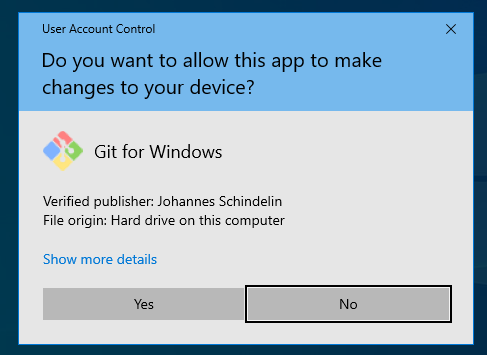 User Account Control
Do you want to allow this app to make
changes to your device?
Git for Windows
Verified publisher: Johannes Schindelin
File origin: Hard drive on this computer
Show more details
Yes
No